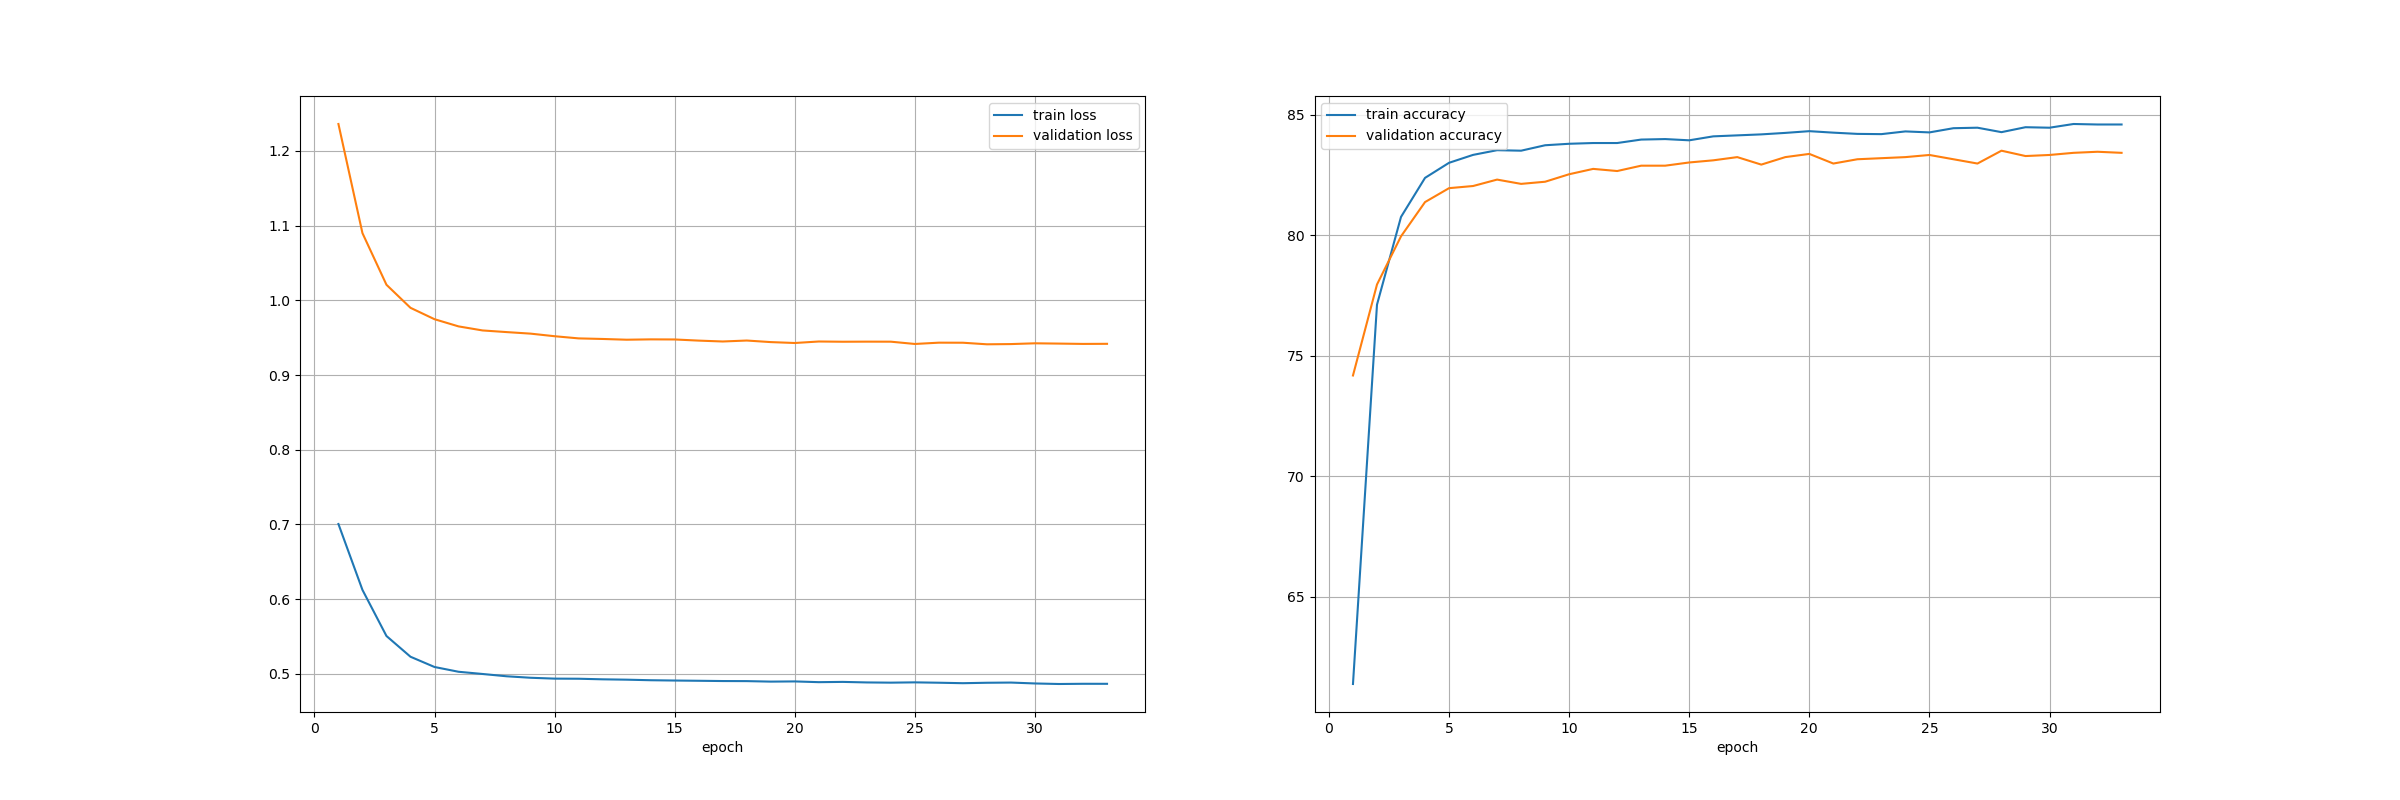 train loss
validation loss
1.2
1.1
1.0
0.9
0.8
0.7
0.6
0.5
0 5 10 15 20 25 30
epoch
train accuracy
validation accuracy
85
80
75
70
65
0 5 10 15 20 25 30
epoch